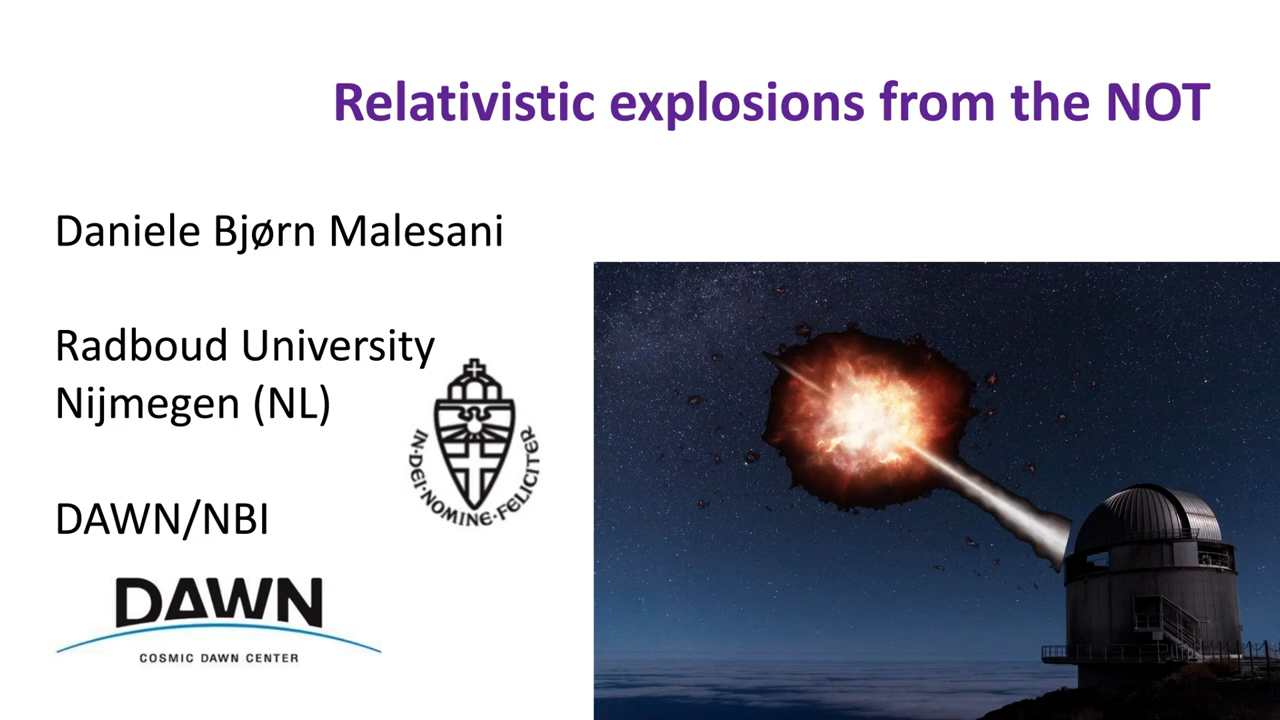 Relativistic explosions from the NOT
Daniele Bjørn Malesani
Radboud University
Nijmegen (NL)
IN·DEI·NOMINE·FELICITER
DAWN/NBI
DAWN
COSMIC DAWN CENTER